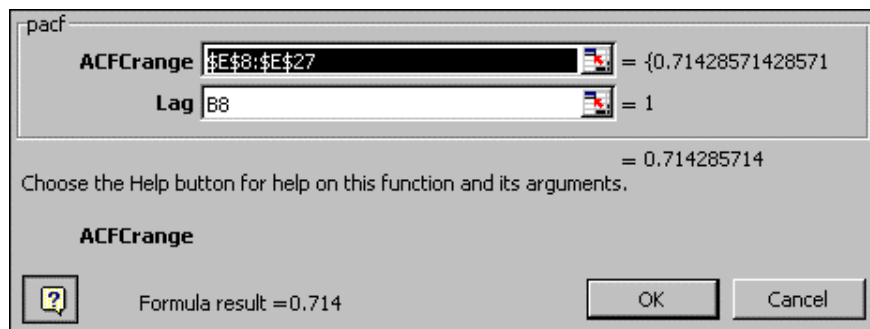 pacf
ACFCrange $E$8:$E$27 = {0.71428571428571
Lag B8 = 1
= 0.714285714
Choose the Help button for help on this function and its arguments.
ACFCrange
? Formula result =0.714 OK Cancel